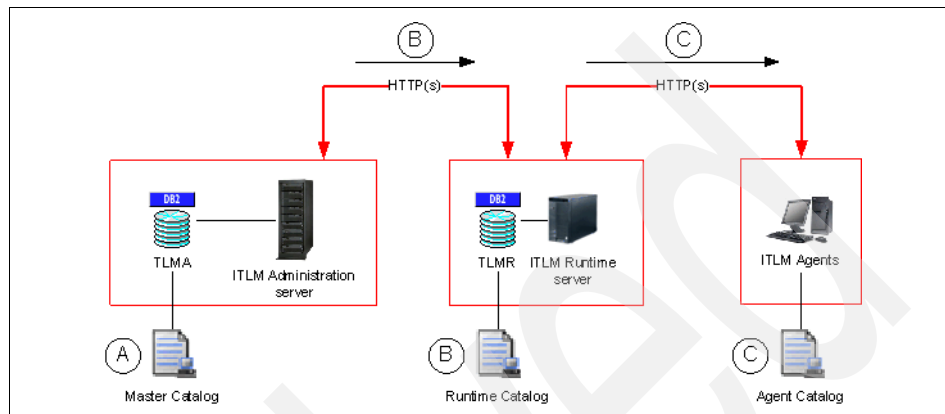 B
C
HTTP(s)
HTTP(s)
DB2
DB2
TLMA
ITLM Administration
server
TLMR
ITLM Runtime
server
ITLM Agents
A
B
C
Master Catalog
Runtime Catalog
Agent Catalog